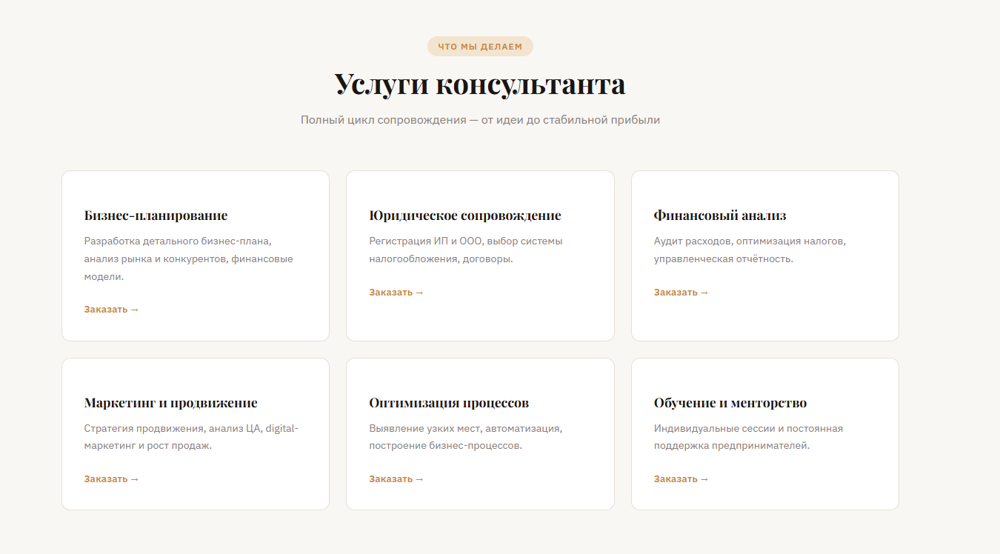 ЧТО МЫ ДЕЛАЕМ
Услуги консультанта
Полный цикл сопровождения — от идеи до стабильной прибыли
Бизнес-планирование
Разработка детального бизнес-плана,
анализ рынка и конкурентов, финансовые
модели.
Заказать →
Юридическое сопровождение
Регистрация ИП и ООО, выбор системы
налогообложения, договоры.
Заказать →
Финансовый анализ
Аудит расходов, оптимизация налогов,
управленческая отчётность.
Заказать →
Маркетинг и продвижение
Стратегия продвижения, анализ ЦА, digital-
маркетинг и рост продаж.
Заказать →
Оптимизация процессов
Выявление узких мест, автоматизация,
построение бизнес-процессов.
Заказать →
Обучение и менторство
Индивидуальные сессии и постоянная
поддержка предпринимателей.
Заказать →